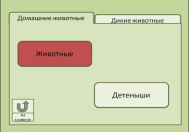 Домашние животные
Дикие животные
Животные
Детеныши